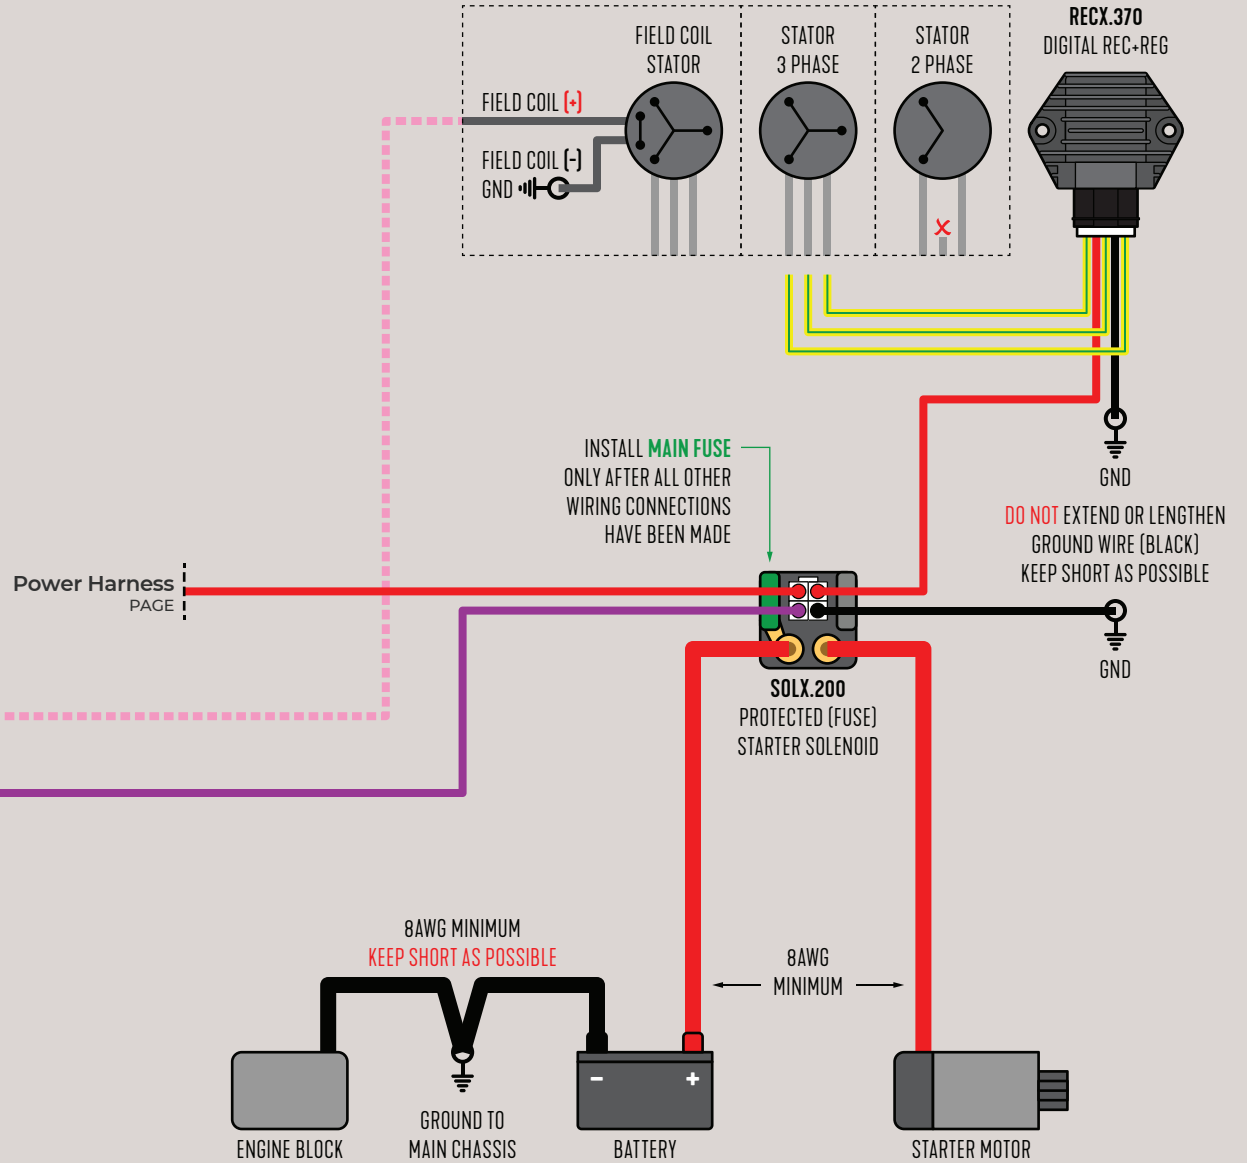 FIELD COIL
STATOR
STATOR
3 PHASE
STATOR
2 PHASE
RECX.370
DIGITAL REC+REG
FIELD COIL (+)
FIELD COIL (-)
GND
X
GND
DO NOT EXTEND OR LENGTHEN
GROUND WIRE (BLACK)
KEEP SHORT AS POSSIBLE
INSTALL MAIN FUSE
ONLY AFTER ALL OTHER
WIRING CONNECTIONS
HAVE BEEN MADE
Power Harness
PAGE
GND
SOLX.200
PROTECTED (FUSE)
STARTER SOLENOID
8AWG MINIMUM
KEEP SHORT AS POSSIBLE
8AWG
MINIMUM
- +
ENGINE BLOCK
GROUND TO
MAIN CHASSIS
BATTERY
STARTER MOTOR